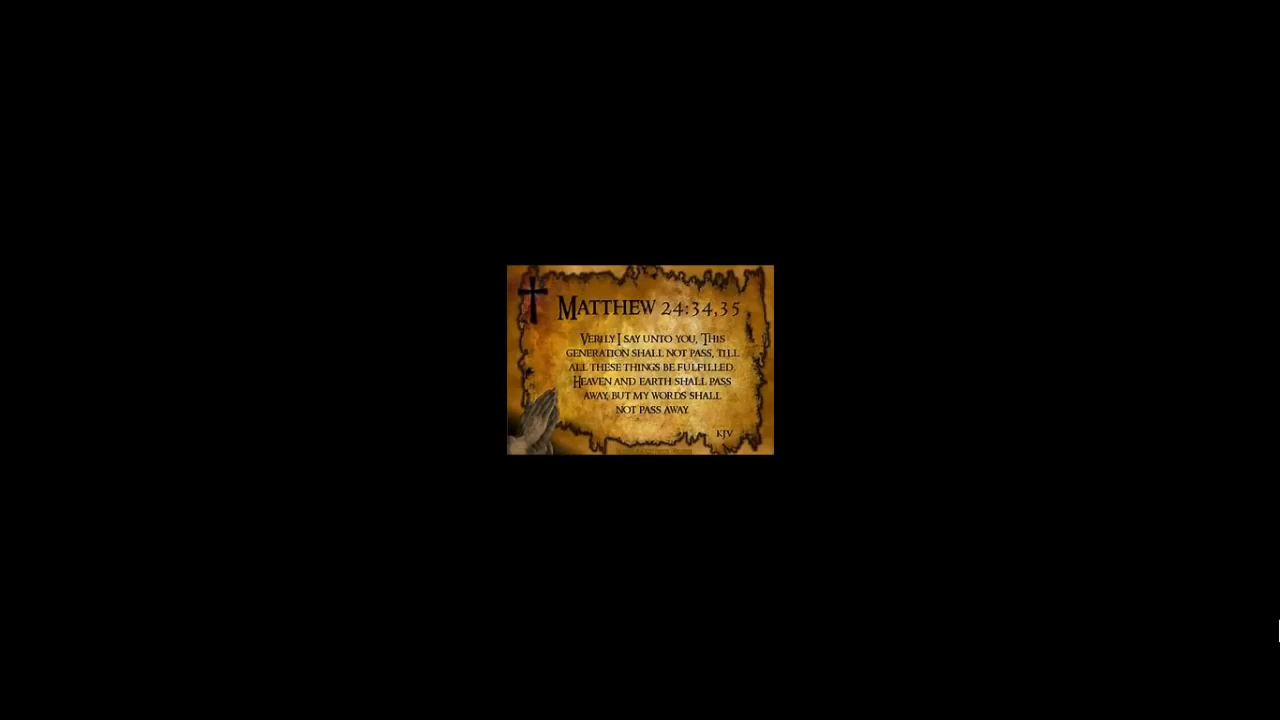 MATTHEW 24:34,35
VERILY I SAY UNTO YOU, THIS
GENERATION SHALL NOT PASS, TILL
ALL THESE THINGS BE FULFILLED.
HEAVEN AND EARTH SHALL PASS
AWAY, BUT MY WORDS SHALL
NOT PASS AWAY.
KJV